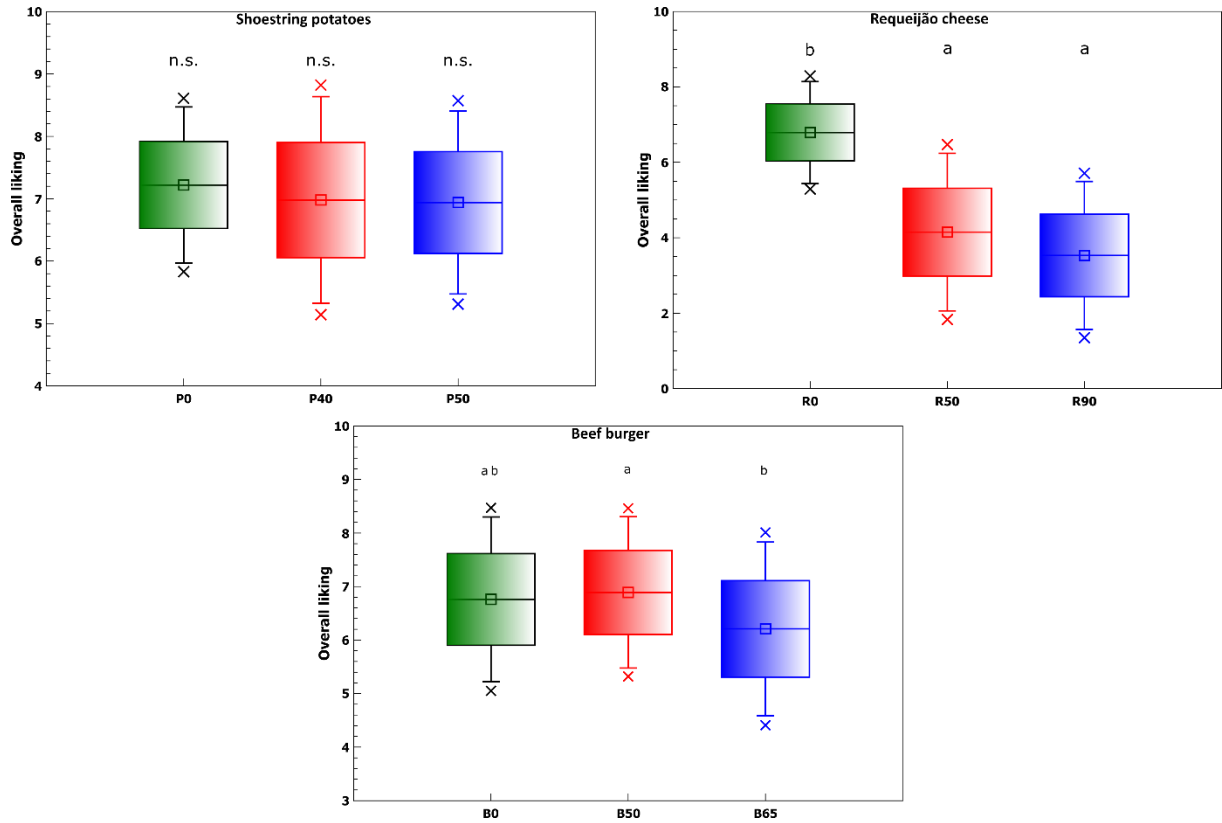 Shoestring potatoes
Overall liking
10
9
8
7
6
5
4
n.s.
n.s.
n.s.
P0
P40
P50
Requeijão cheese
Overall liking
10
8
6
4
2
0
b
a
a
R0
R50
R90
Beef burger
Overall liking
10
9
8
7
6
5
4
3
a b
a
b
B0
B50
B65